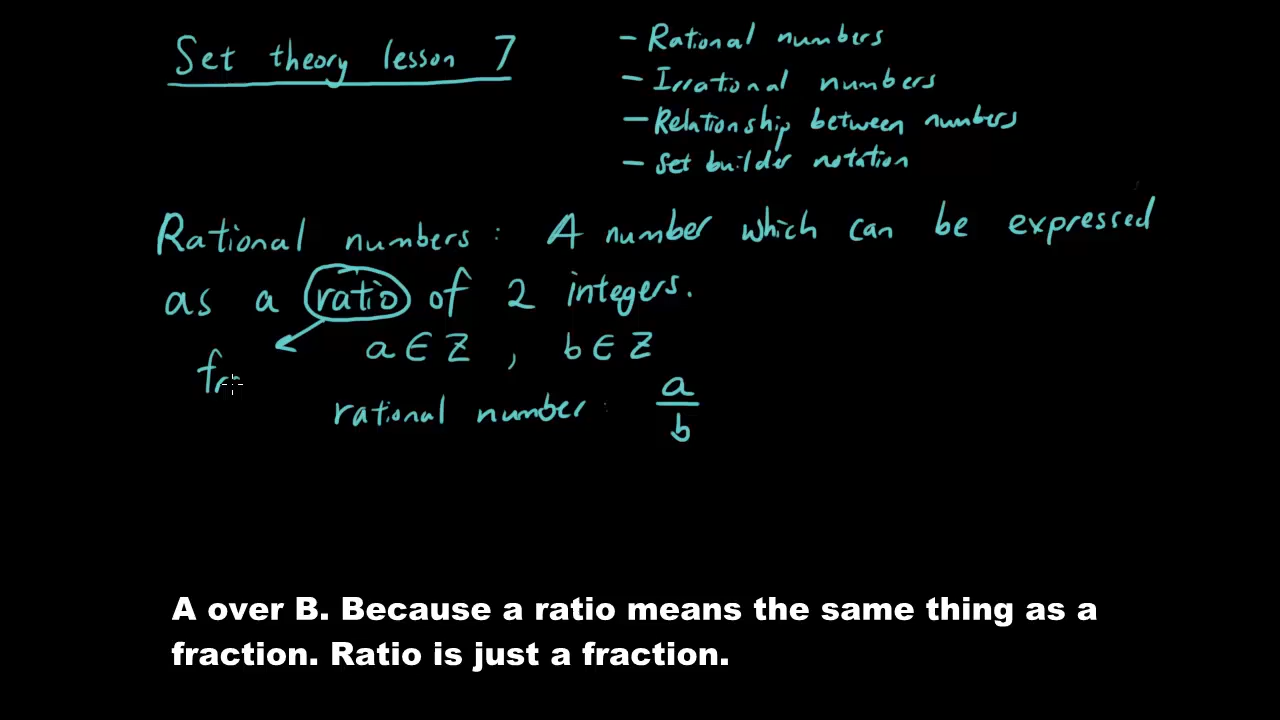 Set theory lesson 7
- Rational numbers
- Irrational numbers
- Relationship between numbers
- Set builder notation
Rational numbers : A number which can be expressed
as a ratio of 2 integers.
a ∈ Z , b ∈ Z
fra
rational number : a/b
A over B. Because a ratio means the same thing as a
fraction. Ratio is just a fraction.